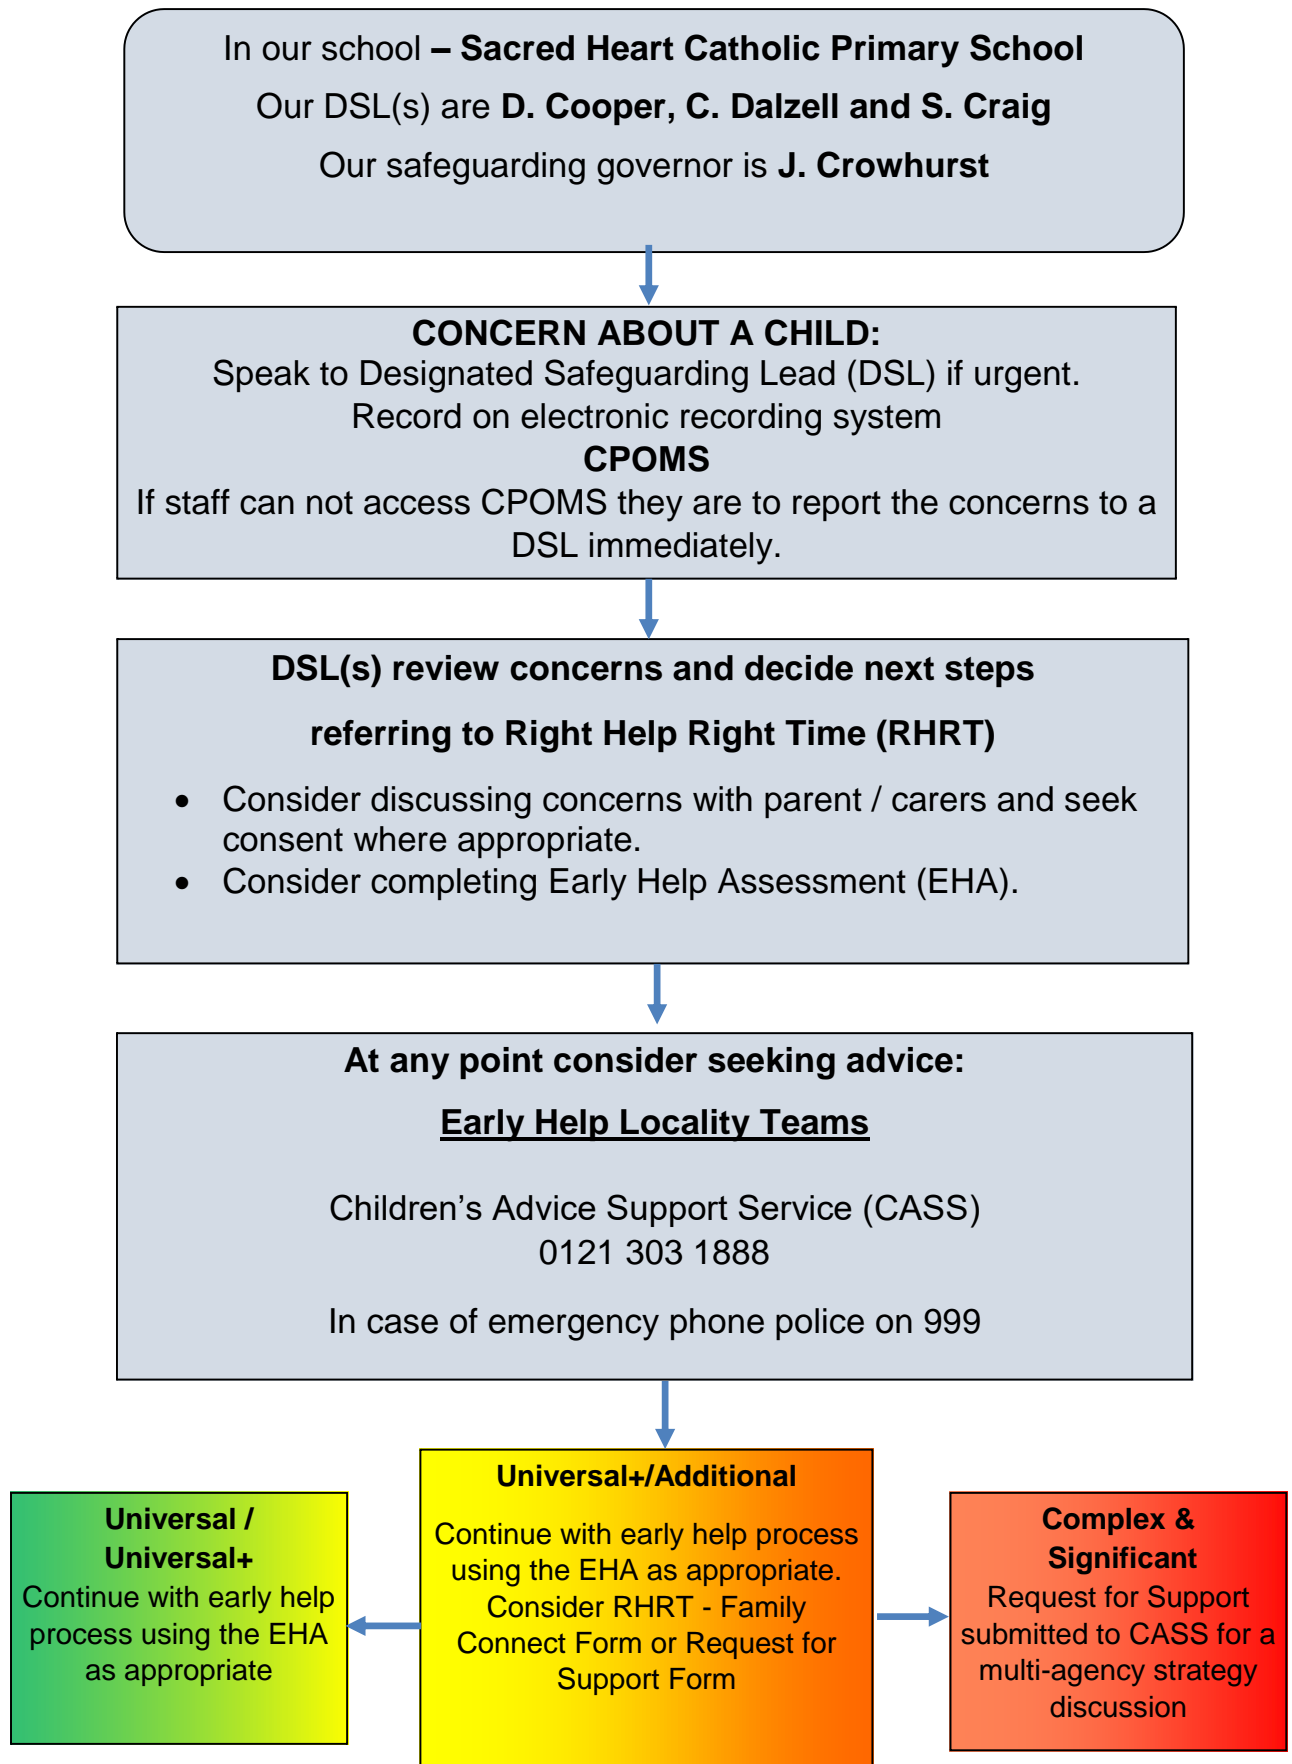 In our school – Sacred Heart Catholic Primary School
Our DSL(s) are D. Cooper, C. Dalzell and S. Craig
Our safeguarding governor is J. Crowhurst
CONCERN ABOUT A CHILD:
Speak to Designated Safeguarding Lead (DSL) if urgent.
Record on electronic recording system
CPOMS
If staff can not access CPOMS they are to report the concerns to a
DSL immediately.
DSL(s) review concerns and decide next steps
referring to Right Help Right Time (RHRT)
• Consider discussing concerns with parent / carers and seek
consent where appropriate.
• Consider completing Early Help Assessment (EHA).
At any point consider seeking advice:
Early Help Locality Teams
Children’s Advice Support Service (CASS)
0121 303 1888
In case of emergency phone police on 999
Universal /
Universal+
Continue with early help
process using the EHA
as appropriate
Universal+/Additional
Continue with early help process
using the EHA as appropriate.
Consider RHRT - Family
Connect Form or Request for
Support Form
Complex &
Significant
Request for Support
submitted to CASS for a
multi-agency strategy
discussion